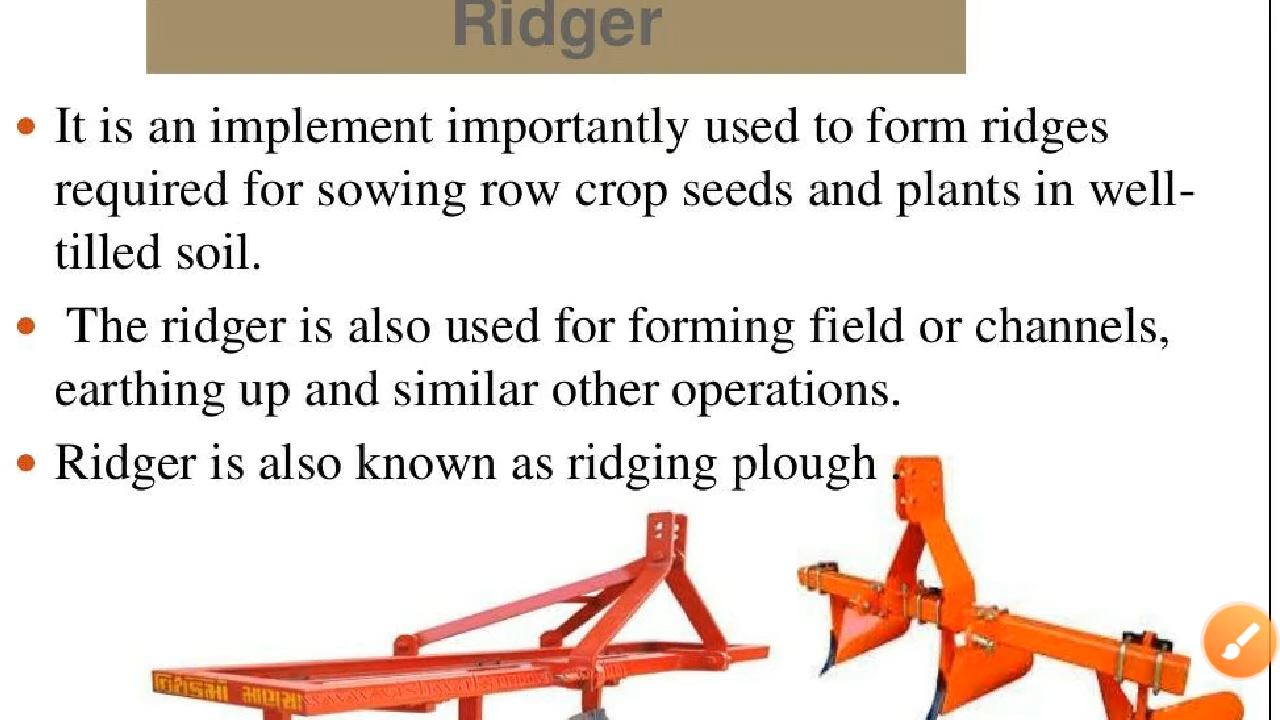 Ridger
• It is an implement importantly used to form ridges
required for sowing row crop seeds and plants in well-
tilled soil.
• The ridger is also used for forming field or channels,
earthing up and similar other operations.
• Ridger is also known as ridging plough .